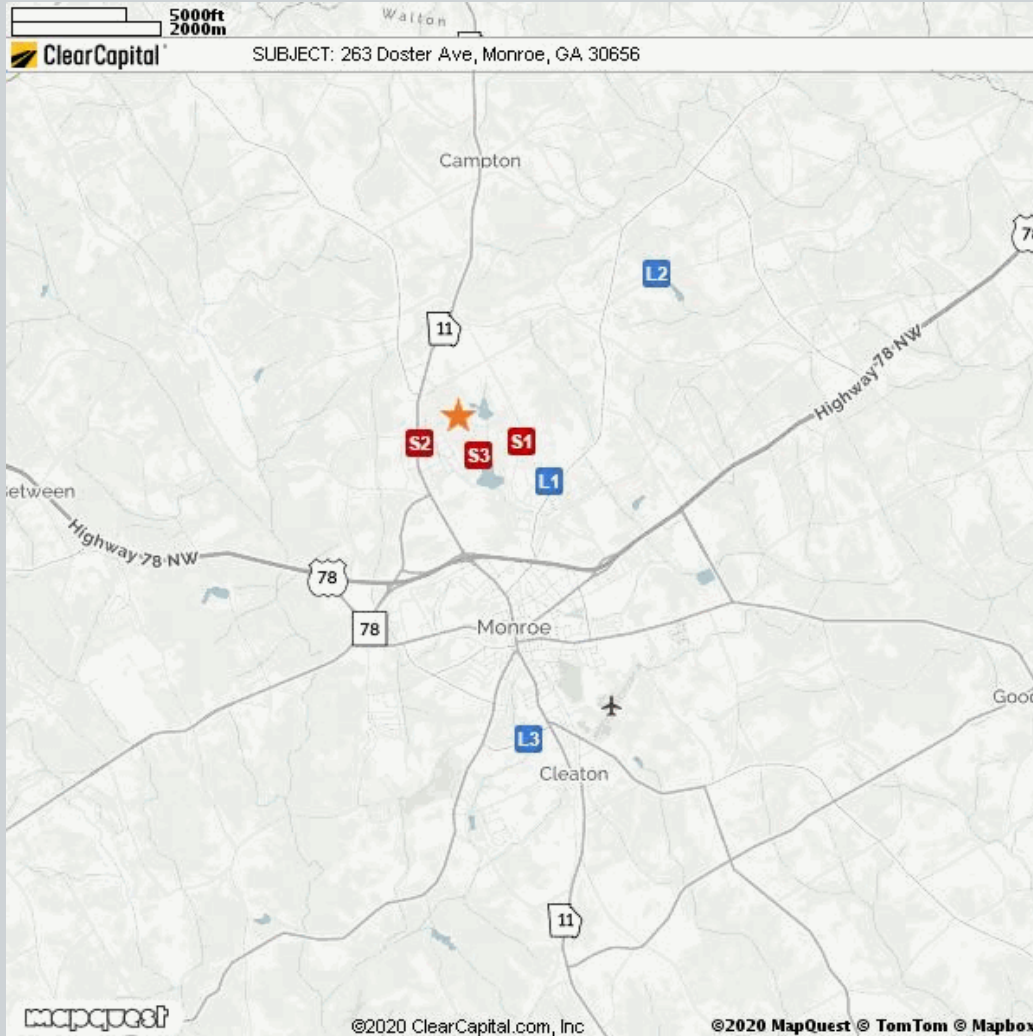 5000ft
2000m
Walton
ClearCapital
SUBJECT: 263 Doster Ave, Monroe, GA 30656
Campton
78
L2
11
Highway 78 NW
S2
S3
S1
L1
Between
Highway 78 NW
78
78
Monroe
Good
L3
Cleaton
11
mapquest
©2020 ClearCapital.com, Inc
©2020 MapQuest © TomTom © Mapbox